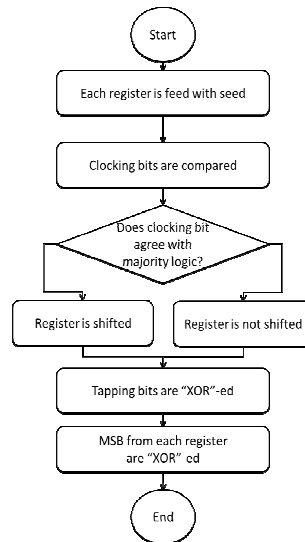 Start
Each register is feed with seed
Clocking bits are compared
Does clocking bit
agree with
majority logic?
Register is shifted
Register is not shifted
Tapping bits are "XOR"-ed
MSB from each register
are "XOR" ed
End